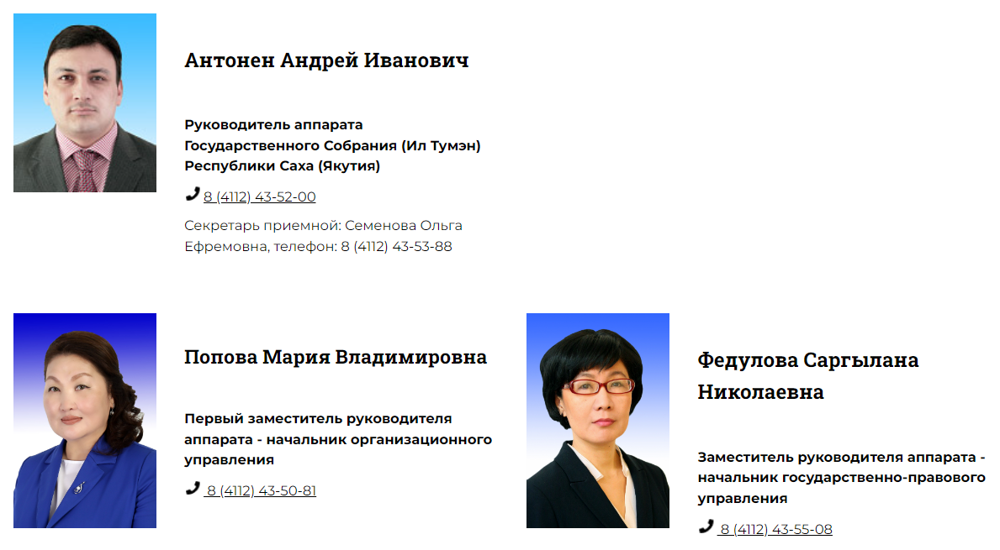 Антонен Андрей Иванович
Руководитель аппарата
Государственного Собрания (Ил Тумэн)
Республики Саха (Якутия)
8 (4112) 43-52-00
Секретарь приемной: Семенова Ольга
Ефремовна, телефон: 8 (4112) 43-53-88
Попова Мария Владимировна
Первый заместитель руководителя
аппарата - начальник организационного
управления
8 (4112) 43-50-81
Федулова Саргылана
Николаевна
Заместитель руководителя аппарата -
начальник государственно-правового
управления
8 (4112) 43-55-08